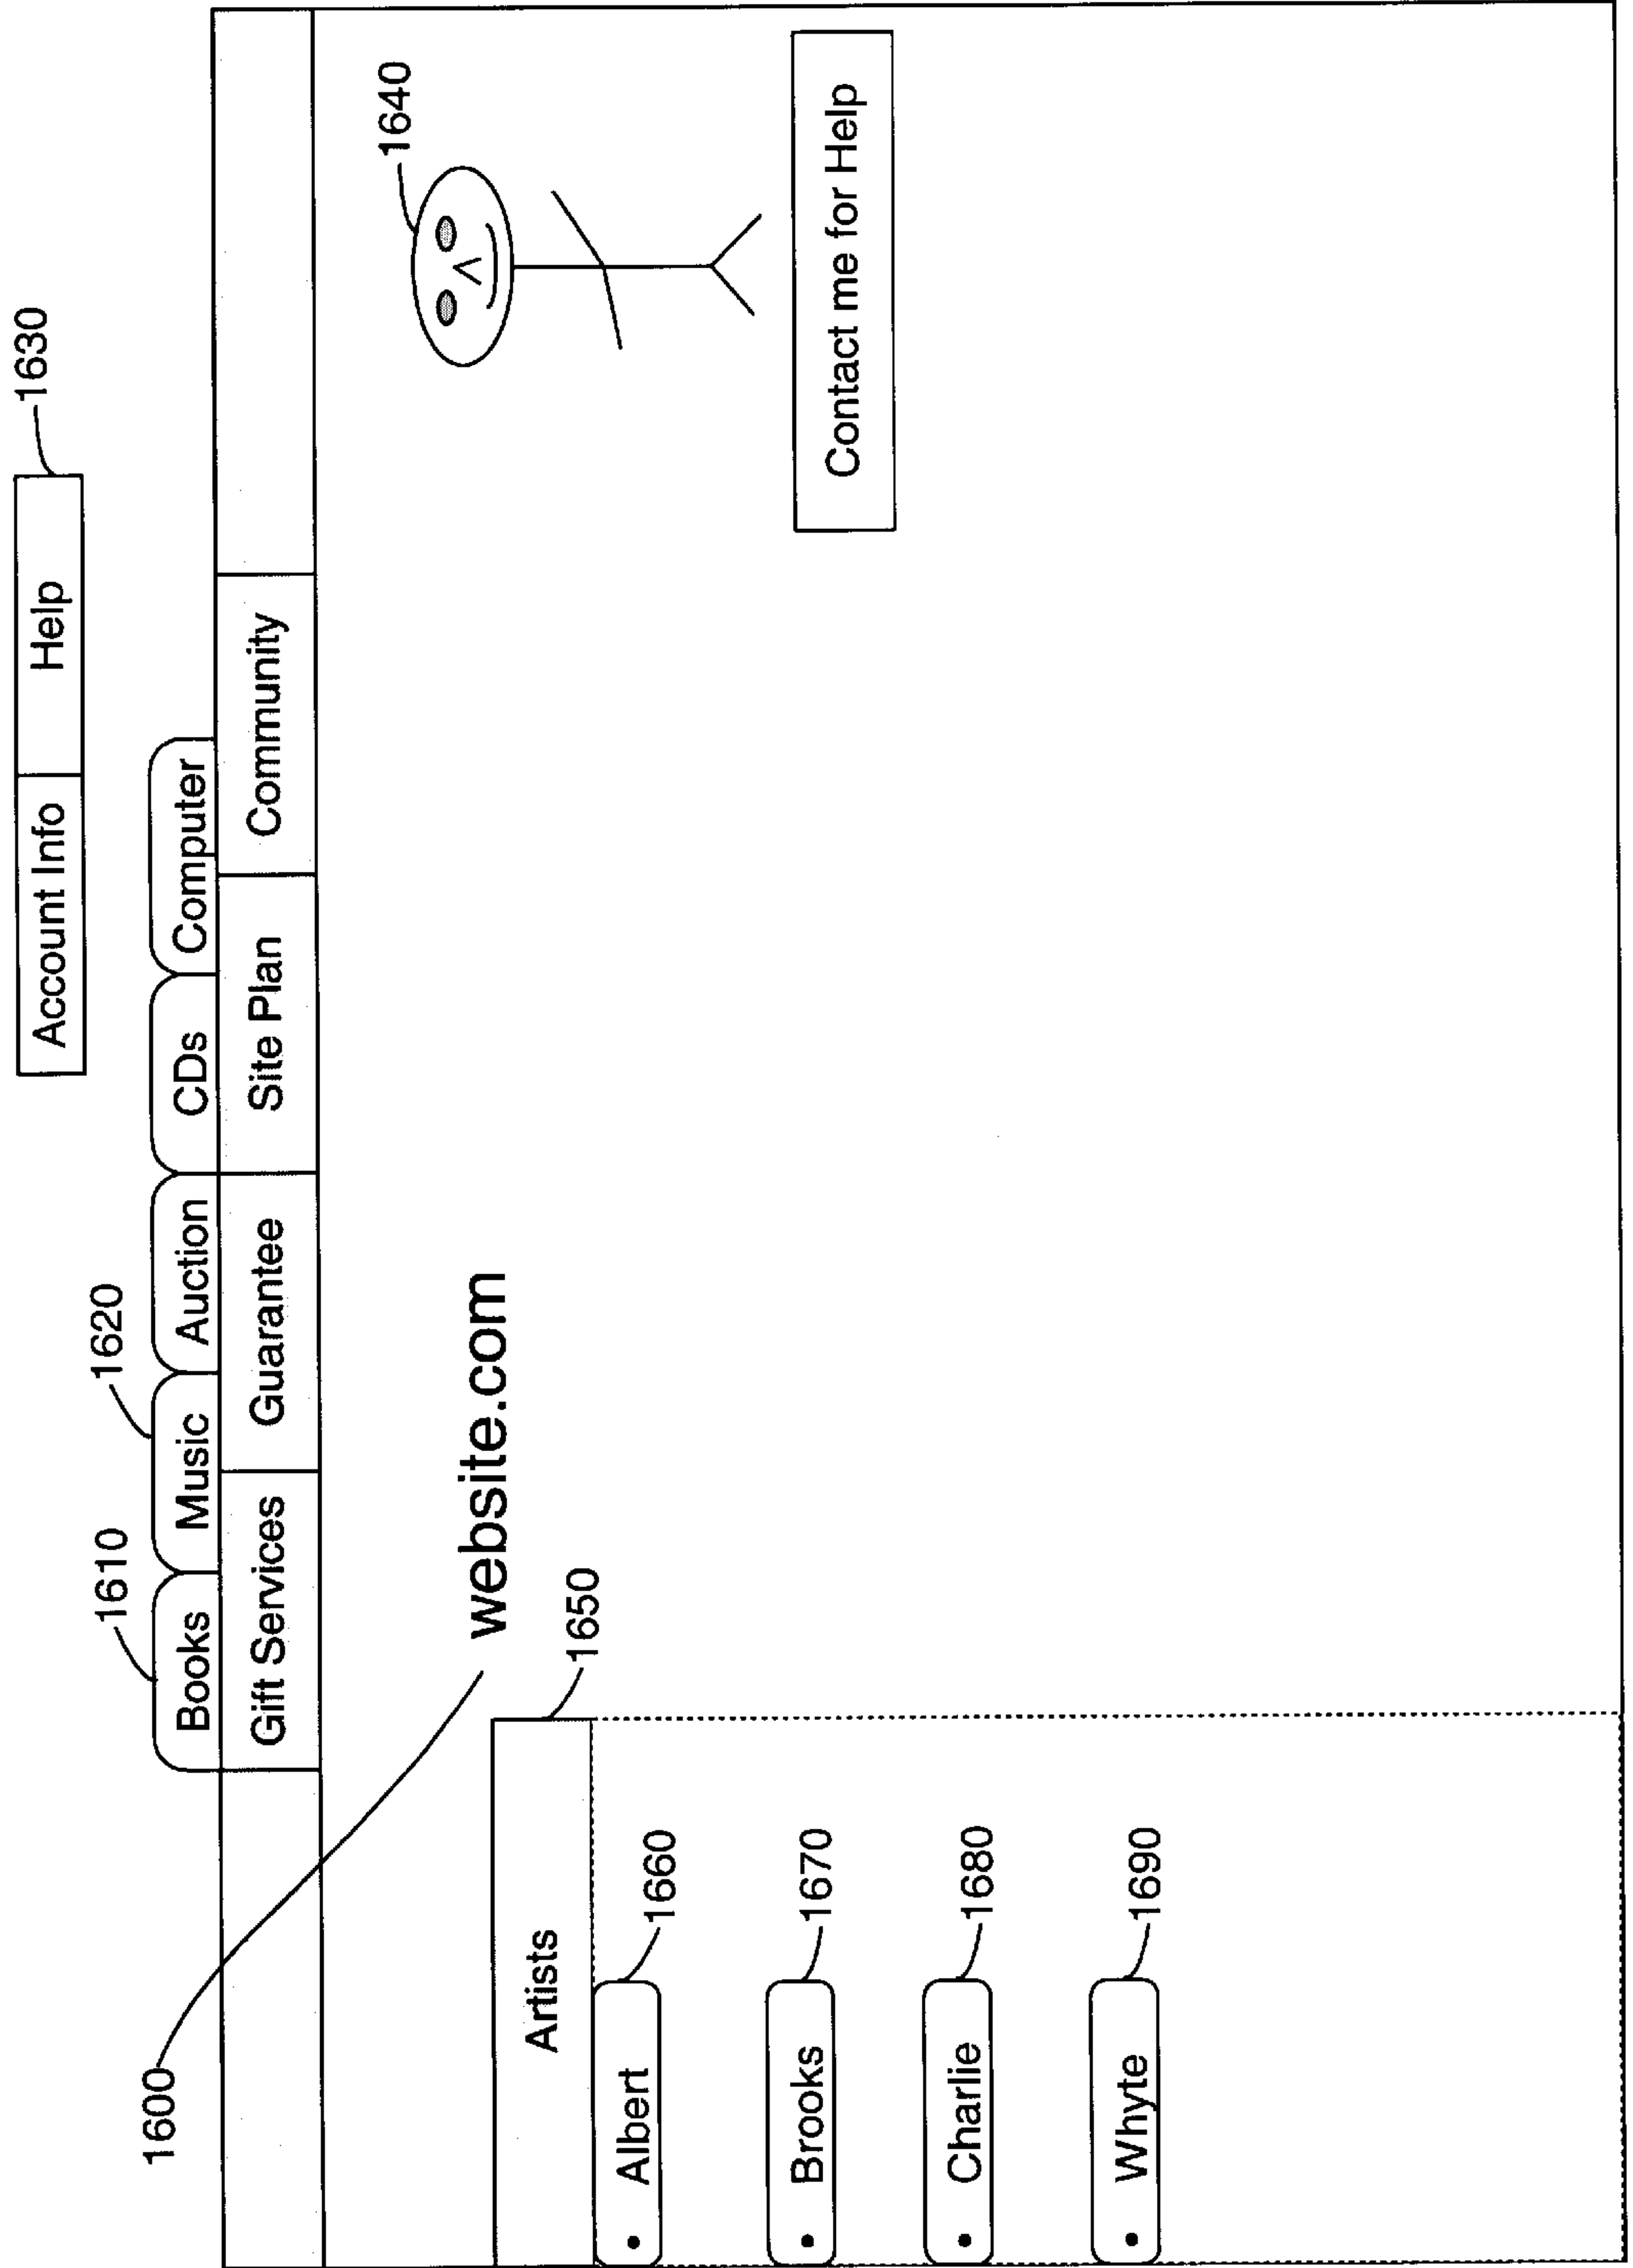 Account Info Help 1630
1610 1620
Books Music Auction CDs Computer
1600
Gift Services Guarantee Site Plan Community
1640
website.com
Artists
1650
• Albert 1660
• Brooks 1670
Contact me for Help
• Charlie 1680
• Whyte 1690